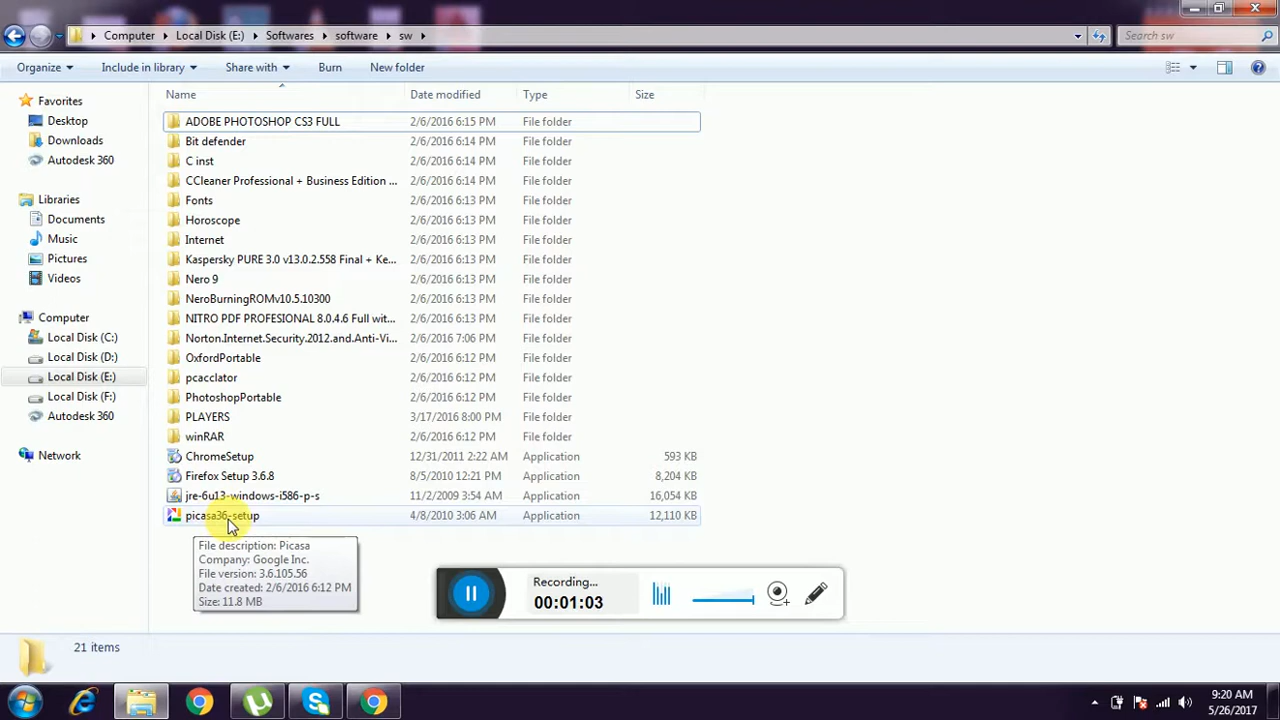 Computer Local Disk (E:) Softwares software sw Search sw
Organize Include in library Share with Burn New folder
Name Date modified Type Size
Favorites
Desktop
Downloads
Autodesk 360
Libraries
Documents
Music
Pictures
Videos
Computer
Local Disk (C:)
Local Disk (D:)
Local Disk (E:)
Local Disk (F:)
Autodesk 360
Network
ADOBE PHOTOSHOP CS3 FULL 2/6/2016 6:15 PM File folder
Bit defender 2/6/2016 6:14 PM File folder
C inst 2/6/2016 6:14 PM File folder
CCleaner Professional + Business Edition ... 2/6/2016 6:14 PM File folder
Fonts 2/6/2016 6:13 PM File folder
Horoscope 2/6/2016 6:13 PM File folder
Internet 2/6/2016 6:13 PM File folder
Kaspersky PURE 3.0 v13.0.2.558 Final + Ke... 2/6/2016 6:13 PM File folder
Nero 9 2/6/2016 6:13 PM File folder
NeroBurningROMv10.5.10300 2/6/2016 6:13 PM File folder
NITRO PDF PROFESIONAL 8.0.4.6 Full wit... 2/6/2016 6:13 PM File folder
Norton.Internet.Security.2012.and.Anti-Vi... 2/6/2016 7:06 PM File folder
OxfordPortable 2/6/2016 6:12 PM File folder
pcacclator 2/6/2016 6:12 PM File folder
PhotoshopPortable 2/6/2016 6:12 PM File folder
PLAYERS 3/17/2016 8:00 PM File folder
winRAR 2/6/2016 6:12 PM File folder
ChromeSetup 12/31/2011 2:22 AM Application 593 KB
Firefox Setup 3.6.8 8/5/2010 12:21 PM Application 8,204 KB
jre-6u13-windows-i586-p-s 11/2/2009 3:54 AM Application 16,054 KB
picasa36-setup 4/8/2010 3:06 AM Application 12,110 KB
File description: Picasa
Company: Google Inc.
File version: 3.6.105.56
Date created: 2/6/2016 6:12 PM
Size: 11.8 MB
Recording...
00:01:03
21 items
9:20 AM
5/26/2017